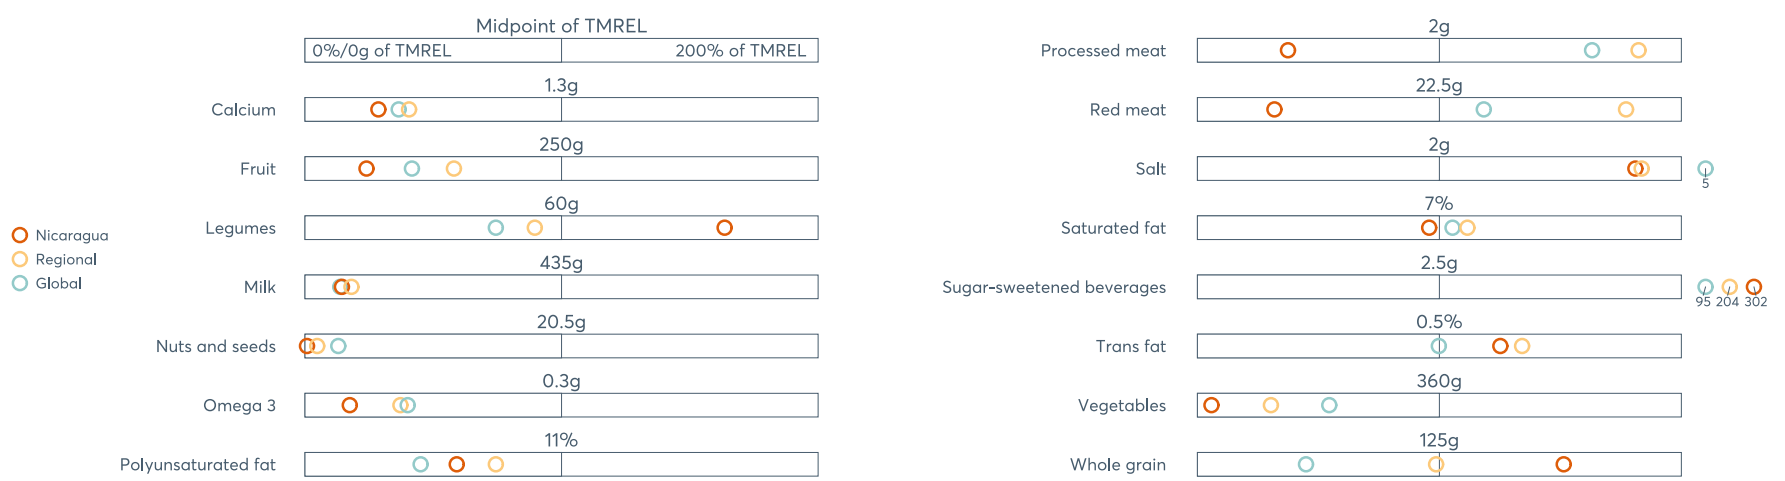 Midpoint of TMREL
0%/0g of TMREL 200% of TMREL
Calcium 1.3g
Fruit 250g
Legumes 60g
Milk 435g
Nuts and seeds 20.5g
Omega 3 0.3g
Polyunsaturated fat 11%
Nicaragua
Regional
Global
Processed meat 2g
Red meat 22.5g
Salt 2g
5
Saturated fat 7%
Sugar-sweetened beverages 2.5g
95 204 302
Trans fat 0.5%
Vegetables 360g
Whole grain 125g